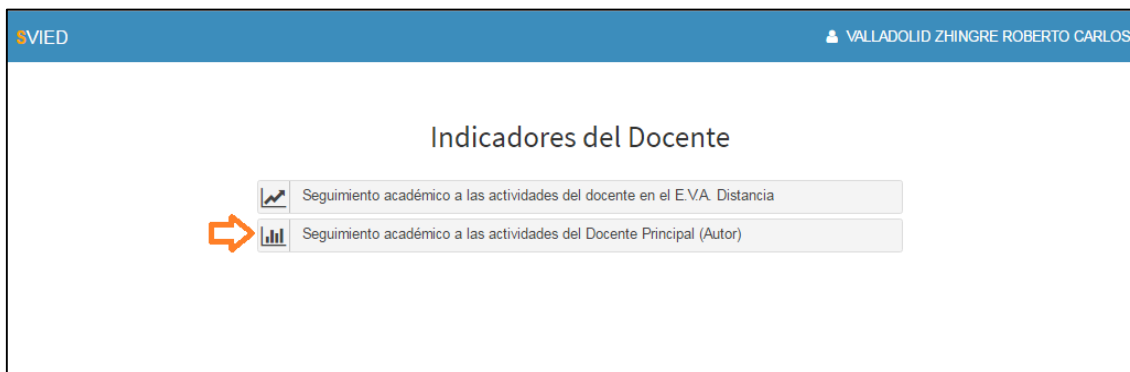 SVIED
VALLADOLID ZHINGRE ROBERTO CARLOS
Indicadores del Docente
Seguimiento académico a las actividades del docente en el E.V.A. Distancia
Seguimiento académico a las actividades del Docente Principal (Autor)